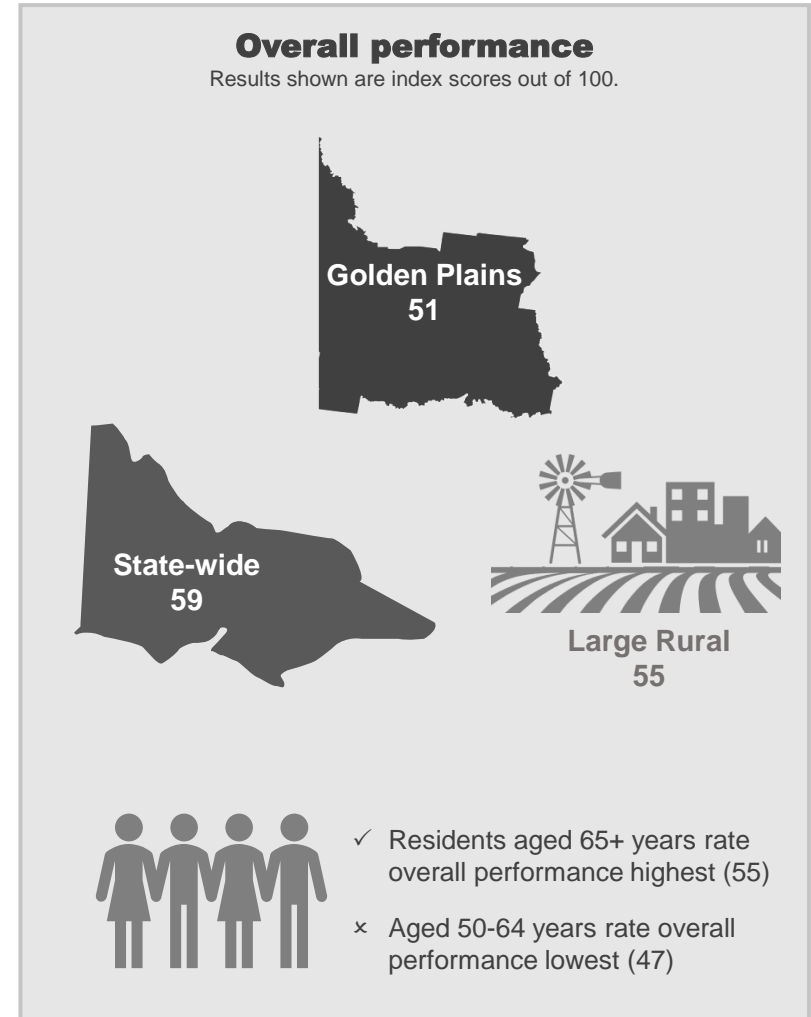 Overall performance
Results shown are index scores out of 100.
Golden Plains
51
State-wide
59
Large Rural
55
✓ Residents aged 65+ years rate
overall performance highest (55)
× Aged 50-64 years rate overall
performance lowest (47)